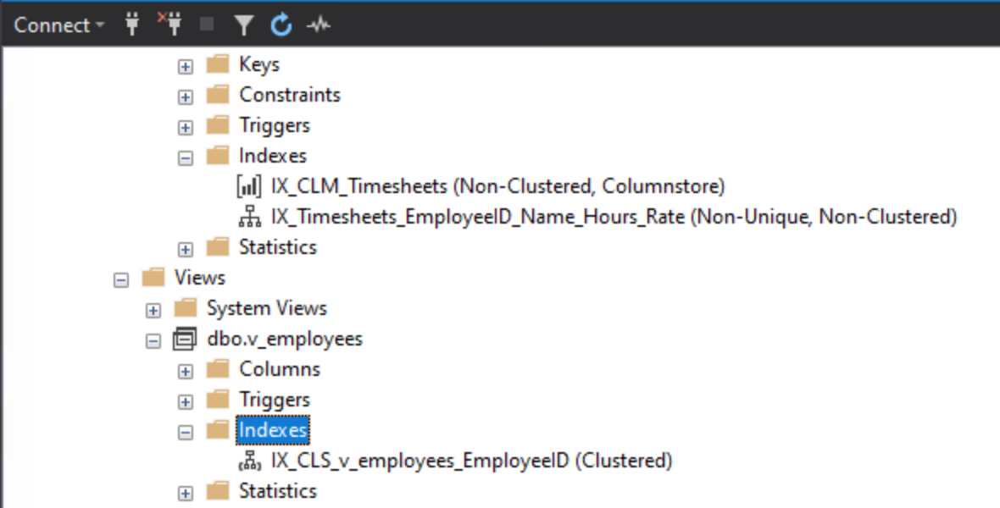 Connect
Keys
Constraints
Triggers
Indexes
IX_CLM_Timesheets (Non-Clustered, Columnstore)
IX_Timesheets_EmployeeID_Name_Hours_Rate (Non-Unique, Non-Clustered)
Statistics
Views
System Views
dbo.v_employees
Columns
Triggers
Indexes
IX_CLS_v_employees_EmployeeID (Clustered)
Statistics